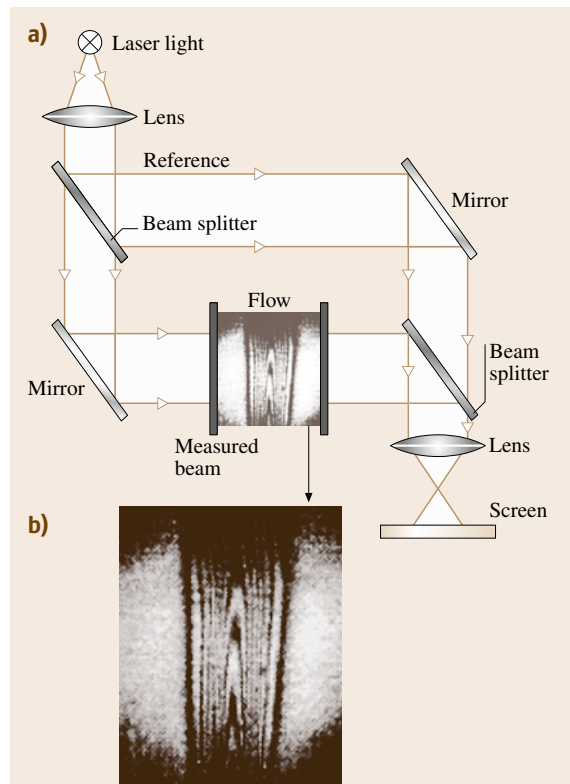 a)
Laser light
Lens
Reference
Mirror
Beam splitter
Flow
Mirror
Beam
splitter
Measured
beam
Lens
Screen
b)